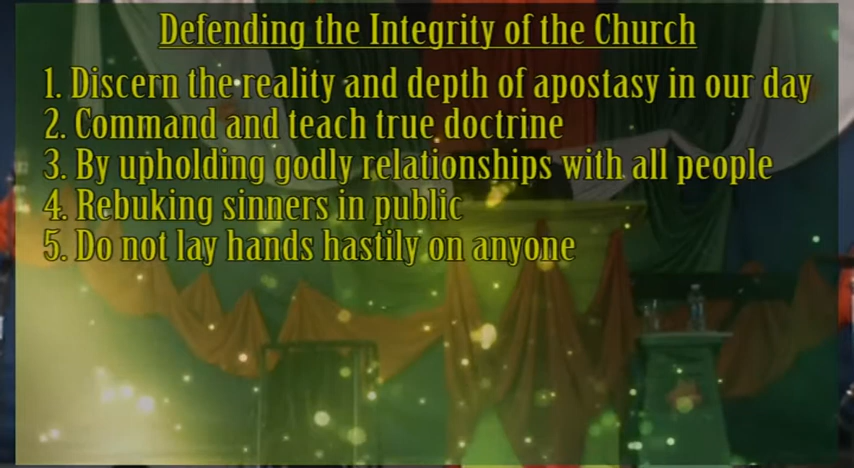 Defending the Integrity of the Church
1. Discern the reality and depth of apostasy in our day
2. Command and teach true doctrine
3. By upholding godly relationships with all people
4. Rebuking sinners in public
5. Do not lay hands hastily on anyone